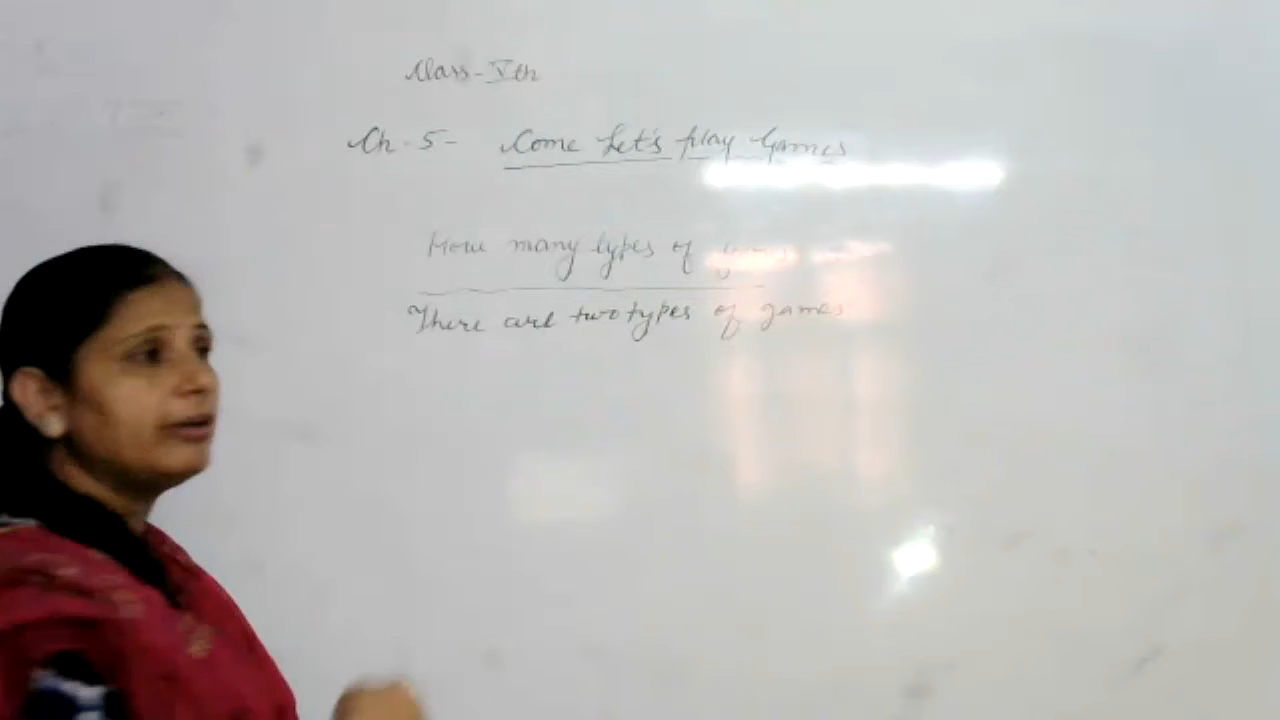 Class-Vth
Ch.5- Come Let's Play Games
How many types of
There are two types of games